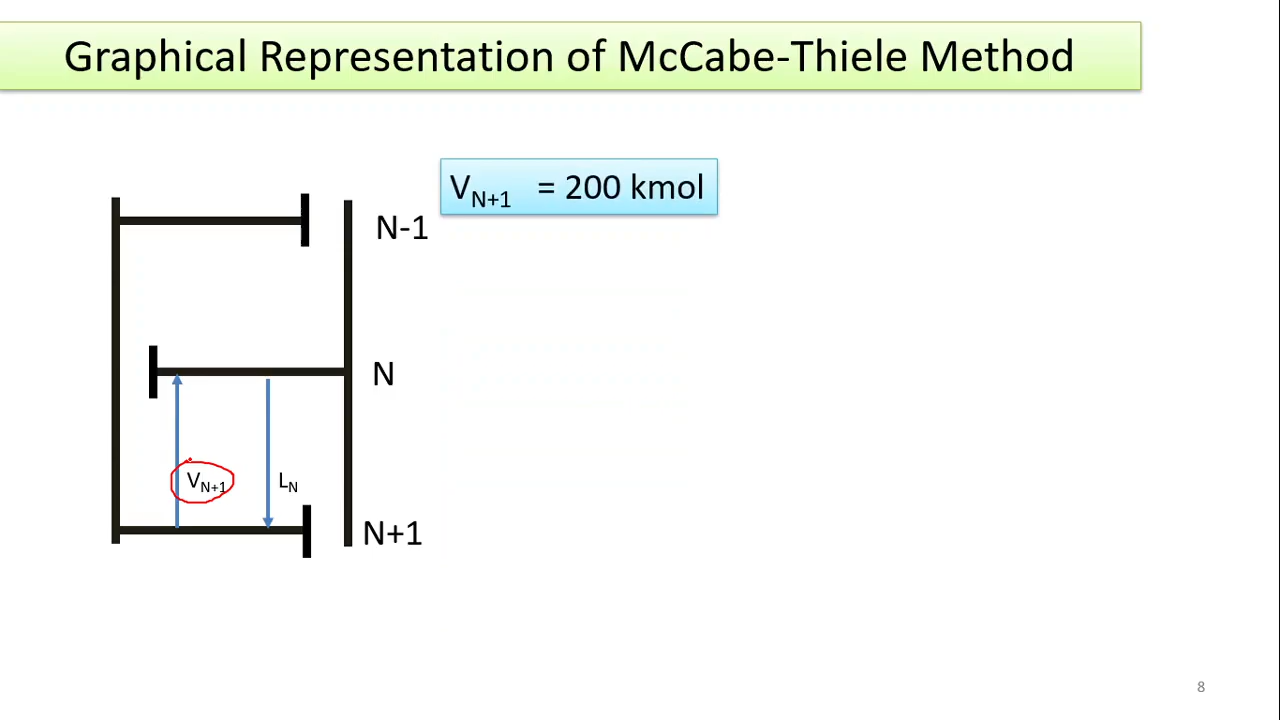 Graphical Representation of McCabe-Thiele Method
V_N+1 = 200 kmol
N-1
N
V_N+1
L_N
N+1
8